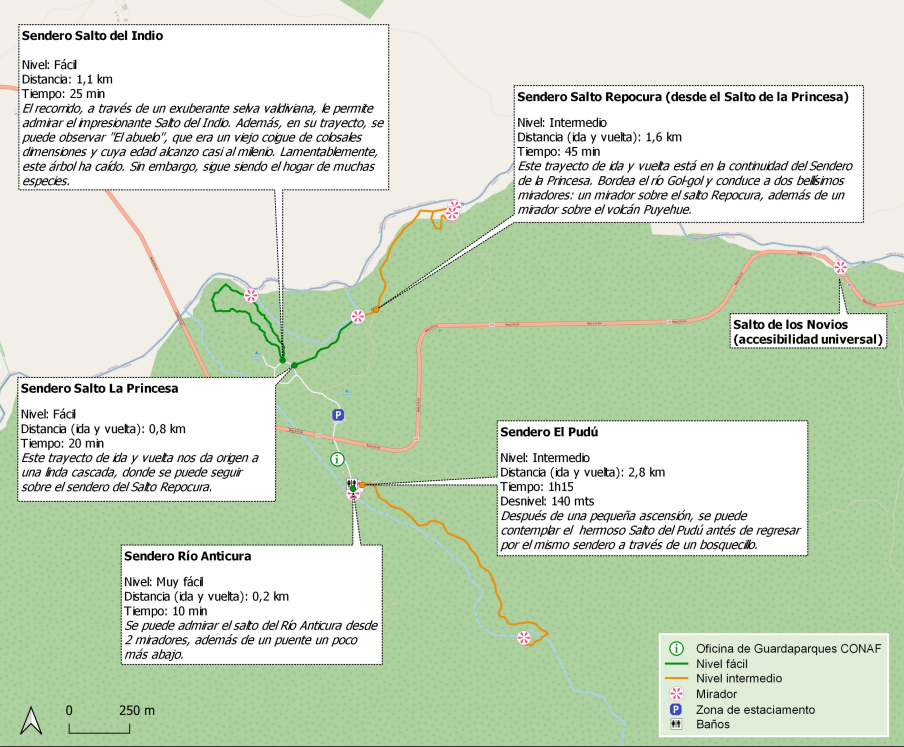 Sendero Salto del Indio
Nivel: Fácil
Distancia: 1,1 km
Tiempo: 25 min
El recorrido, a través de un exuberante selva valdiviana, le permite
admirar el impresionante Salto del Indio. Además, en su trayecto, se
puede observar "El abuelo", que era un viejo coigue de colosales
dimensiones y cuya edad alcanzo casi al milenio. Lamentablemente,
este árbol ha caído. Sin embargo, sigue siendo el hogar de muchas
especies.
Sendero Salto Repocura (desde el Salto de la Princesa)
Nivel: Intermedio
Distancia (ida y vuelta): 1,6 km
Tiempo: 45 min
Este trayecto de ida y vuelta está en la continuidad del Sendero
de la Princesa. Bordea el río Gol-gol y conduce a dos bellísimos
miradores: un mirador sobre el salto Repocura, además de un
mirador sobre el volcán Puyehue.
Salto de los Novios
(accesibilidad universal)
Sendero Salto La Princesa
Nivel: Fácil
Distancia (ida y vuelta): 0,8 km
Tiempo: 20 min
Este trayecto de ida y vuelta nos da origen a
una linda cascada, donde se puede seguir
sobre el sendero del Salto Repocura.
P
i
Sendero El Pudú
Nivel: Intermedio
Distancia (ida y vuelta): 2,8 km
Tiempo: 1h15
Desnivel: 140 mts
Después de una pequeña ascensión, se puede
contemplar el hermoso Salto del Pudú antés de regresar
por el mismo sendero a través de un bosquecillo.
Sendero Río Anticura
Nivel: Muy fácil
Distancia (ida y vuelta): 0,2 km
Tiempo: 10 min
Se puede admirar el salto del Río Anticura desde
2 miradores, además de un puente un poco
más abajo.
i Oficina de Guardaparques CONAF
Nivel fácil
Nivel intermedio
Mirador
P Zona de estaciamento
Baños
0 250 m